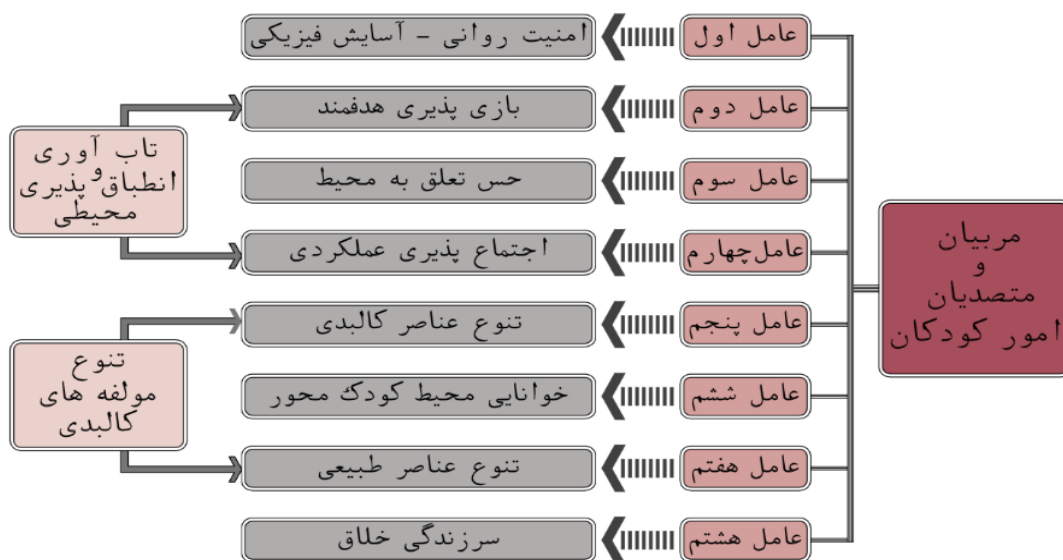 مربیان
و
متصدیان
امور کودکان
عامل اول
امنیت روانی - آسایش فیزیکی
عامل دوم
بازی پذیری هدفمند
عامل سوم
حس تعلق به محیط
عامل چهارم
اجتماع پذیری عملکردی
عامل پنجم
تنوع عناصر کالبدی
عامل ششم
خوانایی محیط کودک محور
عامل هفتم
تنوع عناصر طبیعی
عامل هشتم
سرزندگی خلاق
تاب آوری
و
انطباق پذیری
محیطی
تنوع
مولفه های
کالبدی